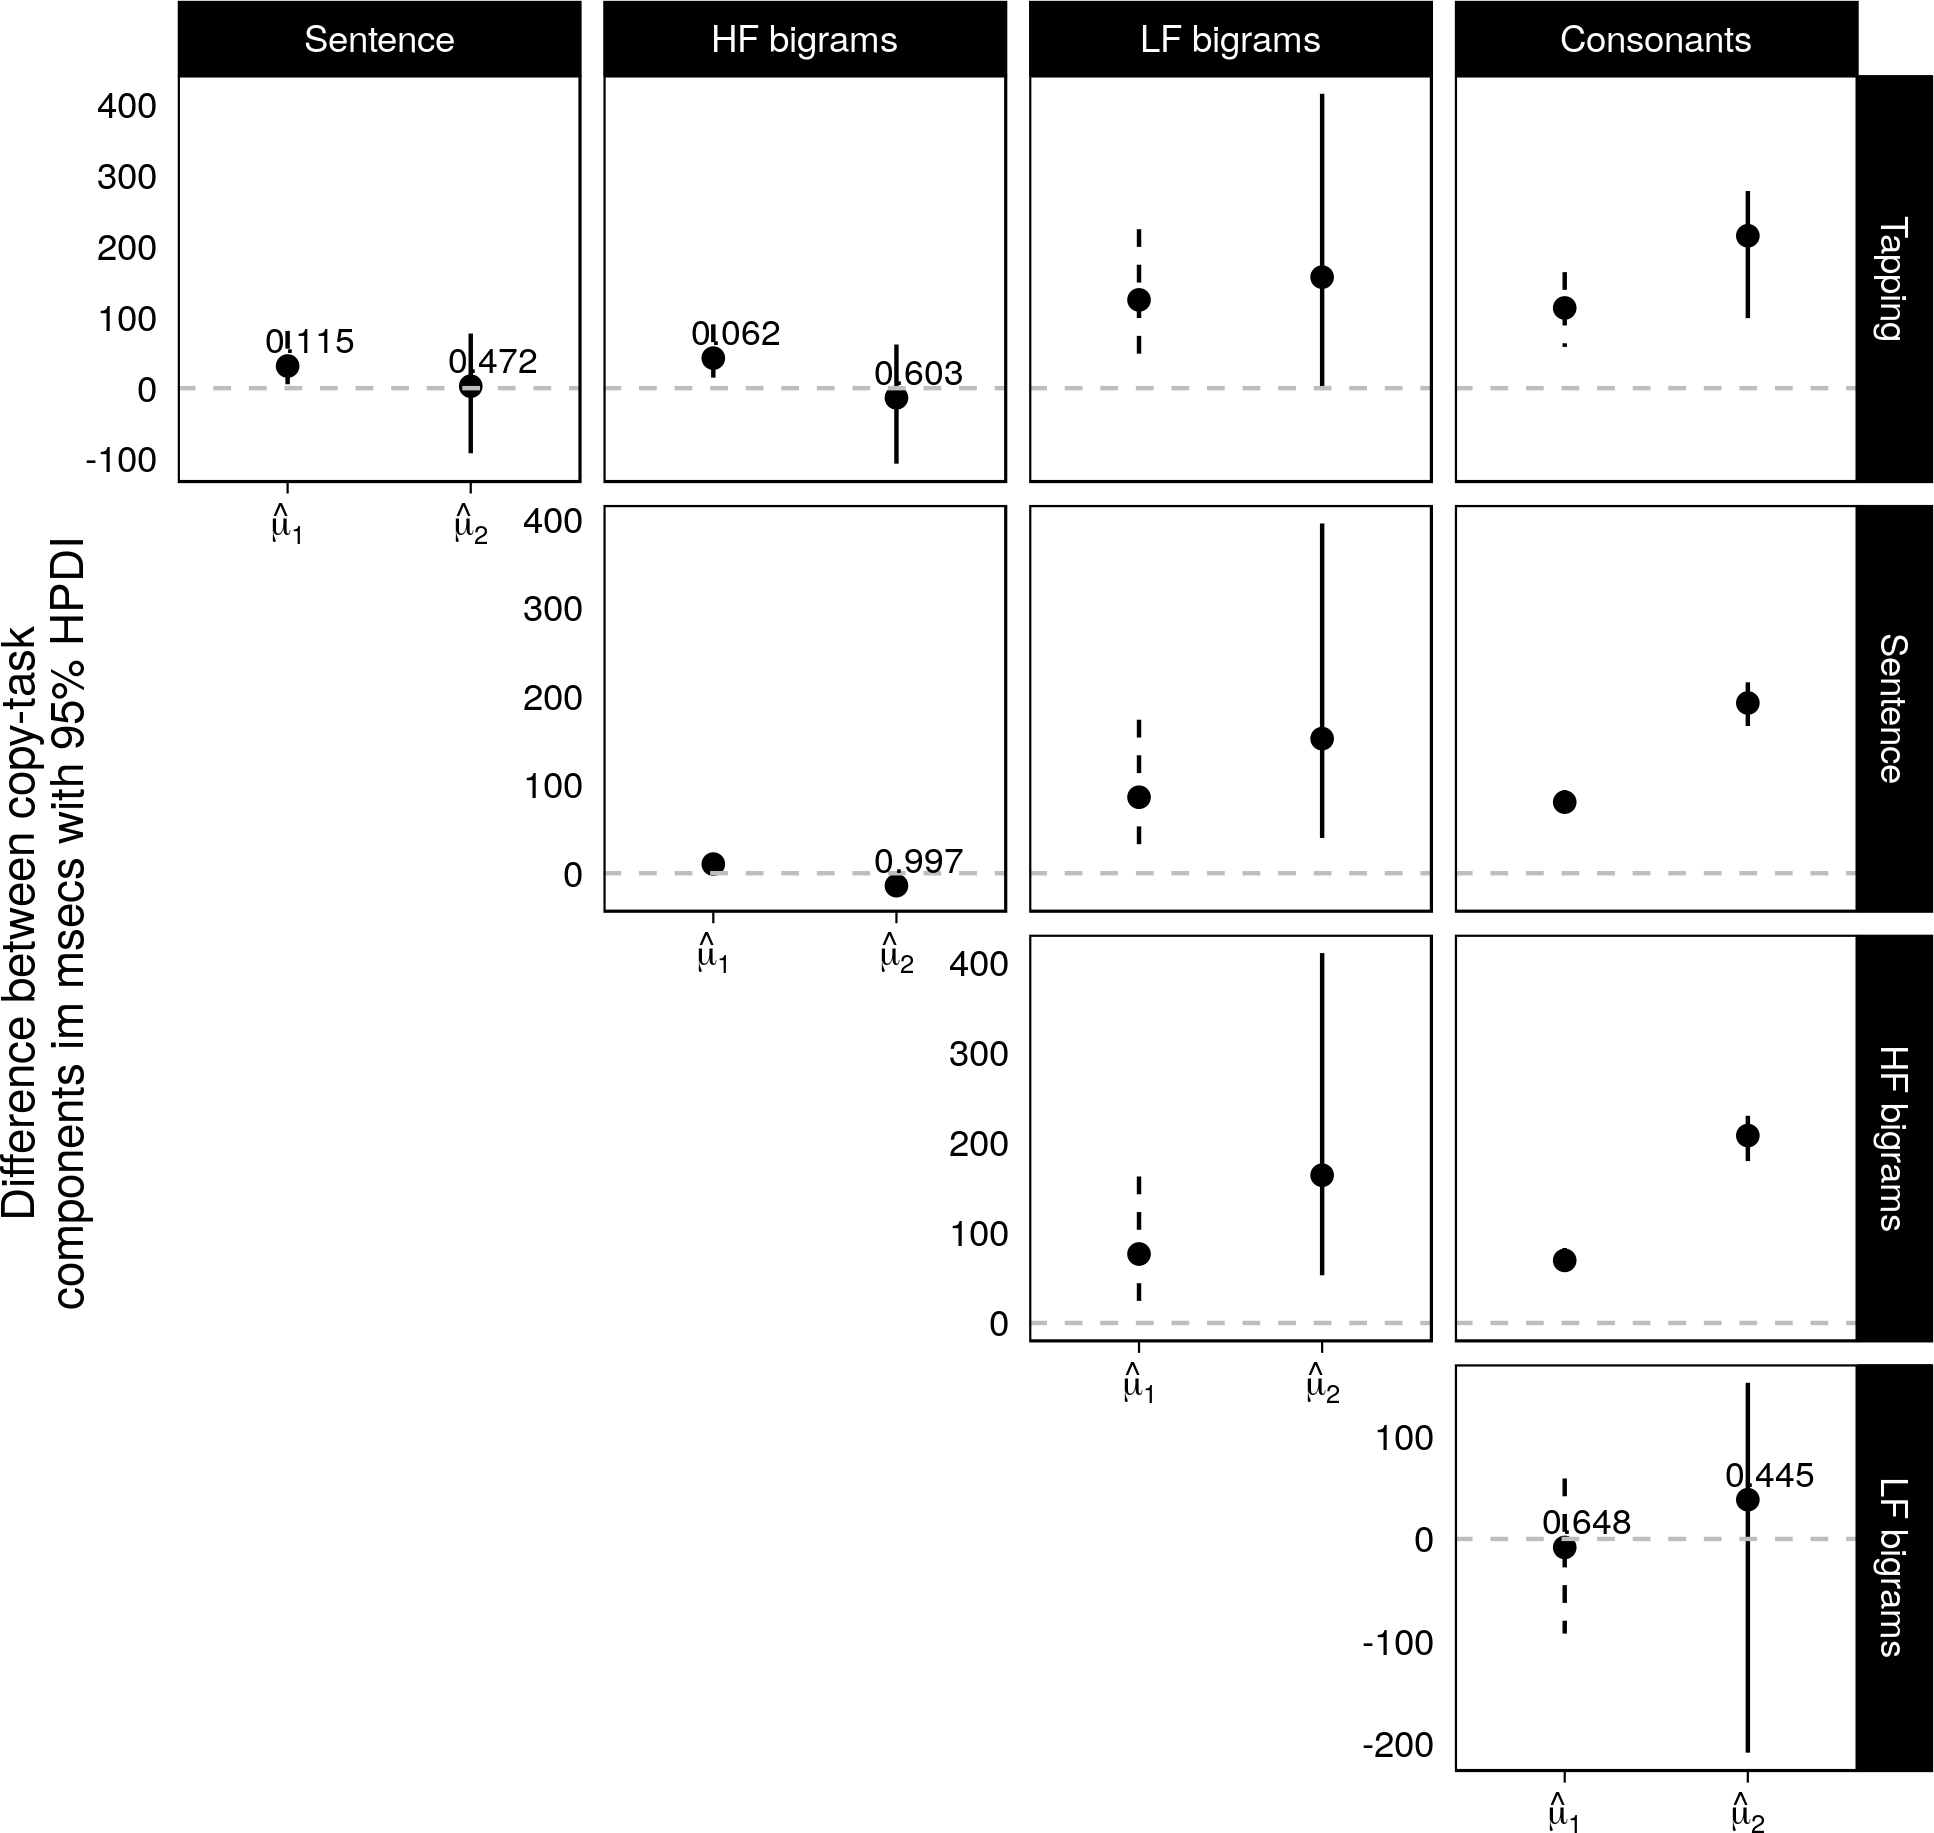 Sentence HF bigrams LF bigrams Consonants
400
300
200
100
0
-100
0.115
0.472
0.062
0.603
Tapping
μ̂1 μ̂2
400
300
200
100
0
0.997
Sentence
μ̂1 μ̂2
Difference between copy-task
components im msecs with 95% HPDI
400
300
200
100
0
HF bigrams
μ̂1 μ̂2
100
0
-100
-200
0.648
0.445
LF bigrams
μ̂1 μ̂2